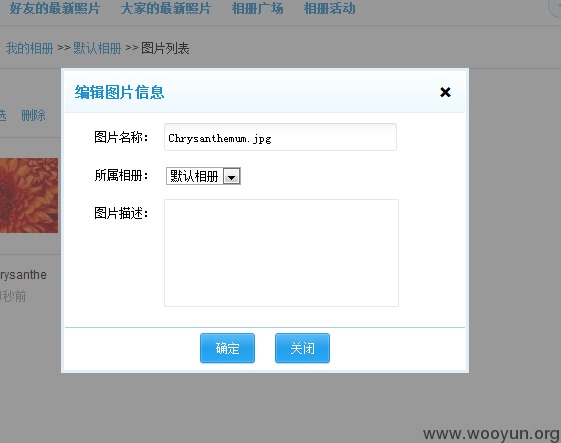 好友的最新照片 大家的最新照片 相册广场 相册活动
我的相册 >> 默认相册 >> 图片列表
编辑图片信息
选 删除
图片名称： Chrysanthemum.jpg
所属相册： 默认相册
图片描述：
rysanthe
秒前
确定 关闭
www.wooyun.org